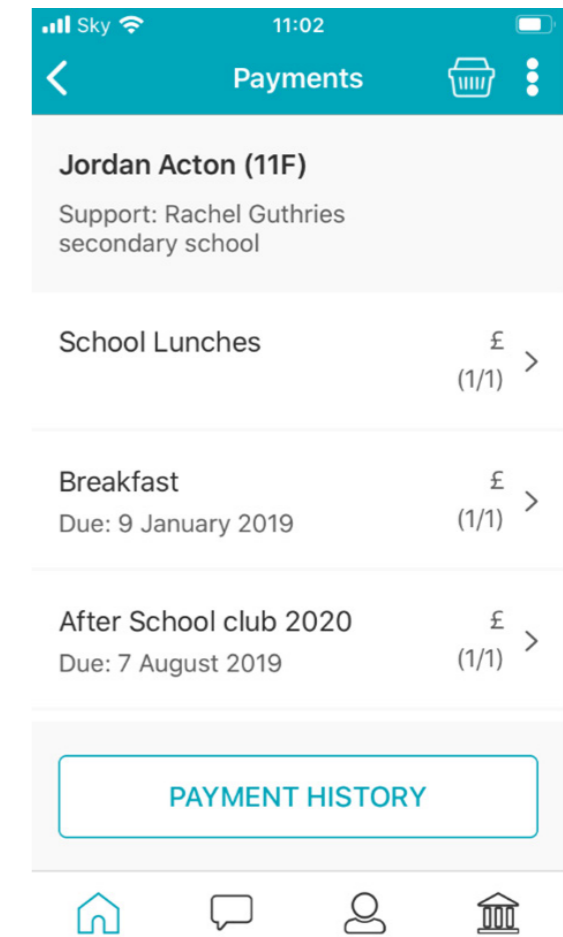 Sky 11:02
Payments
Jordan Acton (11F)
Support: Rachel Guthries
secondary school
School Lunches £
(1/1)
Breakfast £
Due: 9 January 2019 (1/1)
After School club 2020 £
Due: 7 August 2019 (1/1)
PAYMENT HISTORY